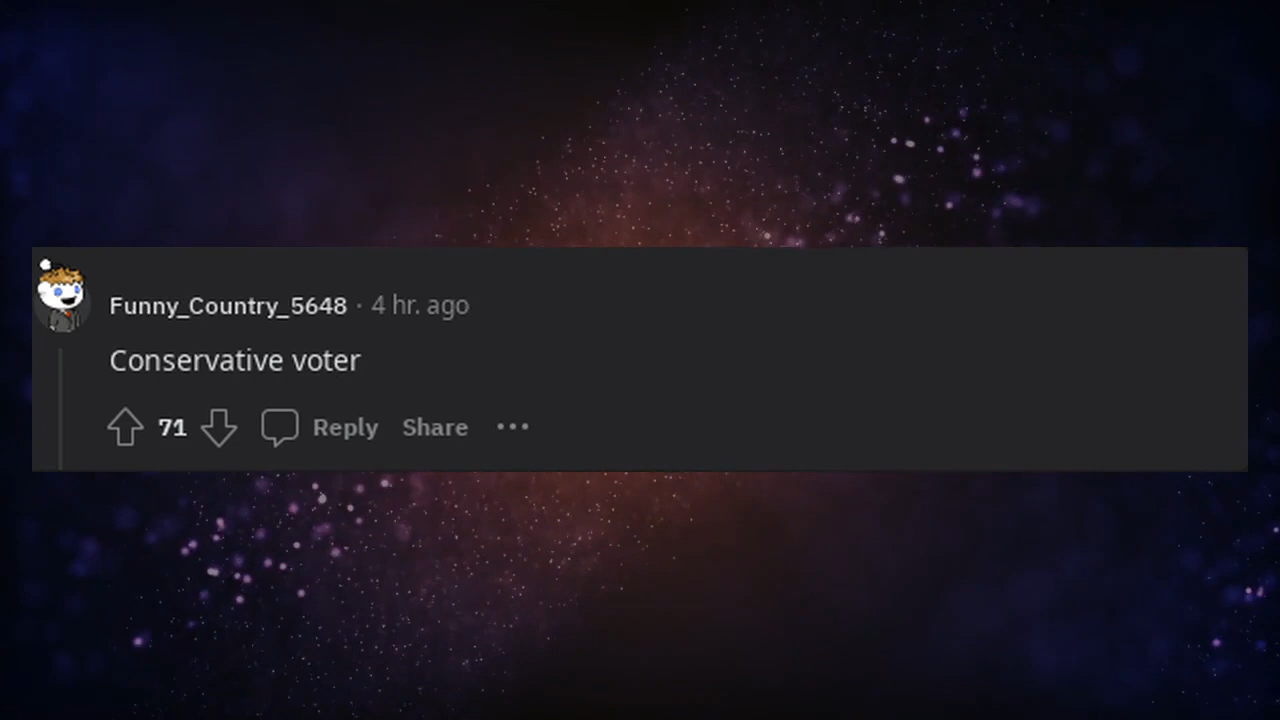 Funny_Country_5648 · 4 hr. ago
Conservative voter
71 Reply Share ···